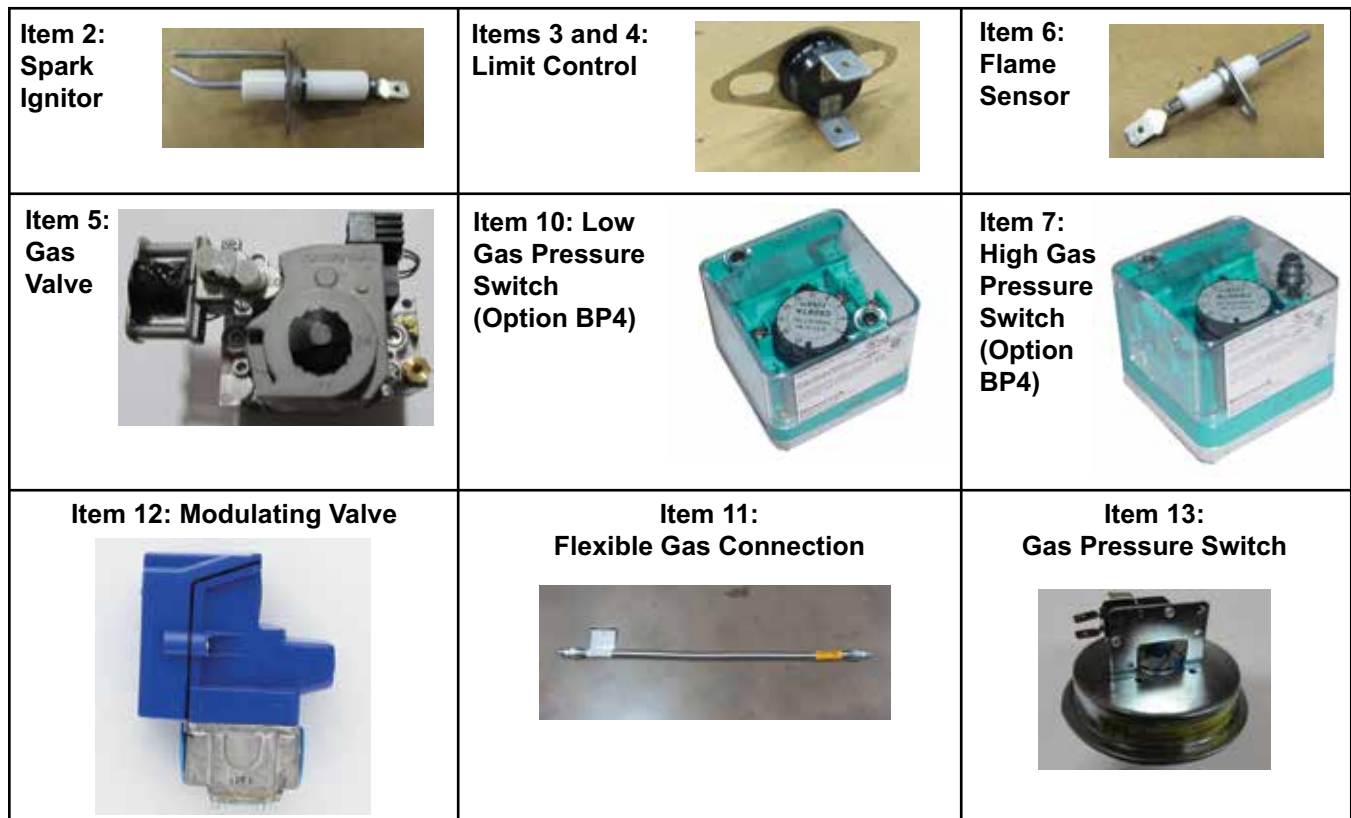 Item 2:
Spark
Ignitor
Items 3 and 4:
Limit Control
Item 6:
Flame
Sensor
Item 5:
Gas
Valve
Item 10: Low
Gas Pressure
Switch
(Option BP4)
Item 7:
High Gas
Pressure
Switch
(Option
BP4)
Item 12: Modulating Valve
Item 11:
Flexible Gas Connection
Item 13:
Gas Pressure Switch